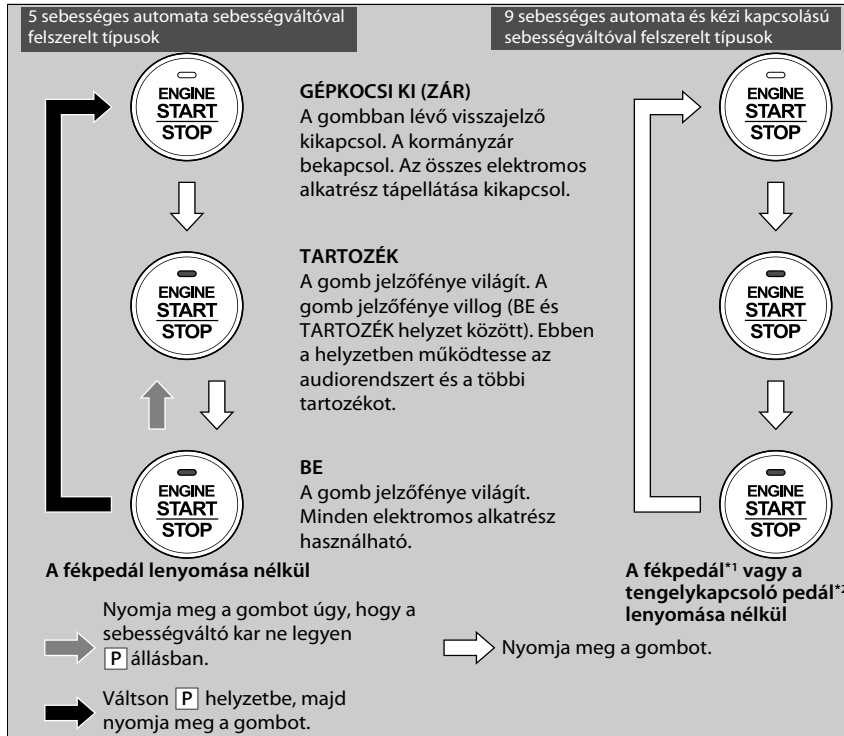 5 sebességes automata sebességváltóval
felszerelt típusok
9 sebességes automata és kézi kapcsolású
sebességváltóval felszerelt típusok
ENGINE
START
STOP
GÉPKOCSI KI (ZÁR)
A gombban lévő visszajelző
kikapcsol. A kormányzár
bekapcsol. Az összes elektromos
alkatrész tápellátása kikapcsol.
ENGINE
START
STOP
ENGINE
START
STOP
TARTOZÉK
A gomb jelzőfénye világít. A
gomb jelzőfénye villog (BE és
TARTOZÉK helyzet között). Ebben
a helyzetben működtesse az
audiorendszert és a többi
tartozékot.
ENGINE
START
STOP
ENGINE
START
STOP
BE
A gomb jelzőfénye világít.
Minden elektromos alkatrész
használható.
ENGINE
START
STOP
A fékpedál lenyomása nélkül
A fékpedál*1 vagy a
tengelykapcsoló pedál*2
lenyomása nélkül
Nyomja meg a gombot úgy, hogy a
sebességváltó kar ne legyen
P állásban.
Nyomja meg a gombot.
Váltson P helyzetbe, majd
nyomja meg a gombot.